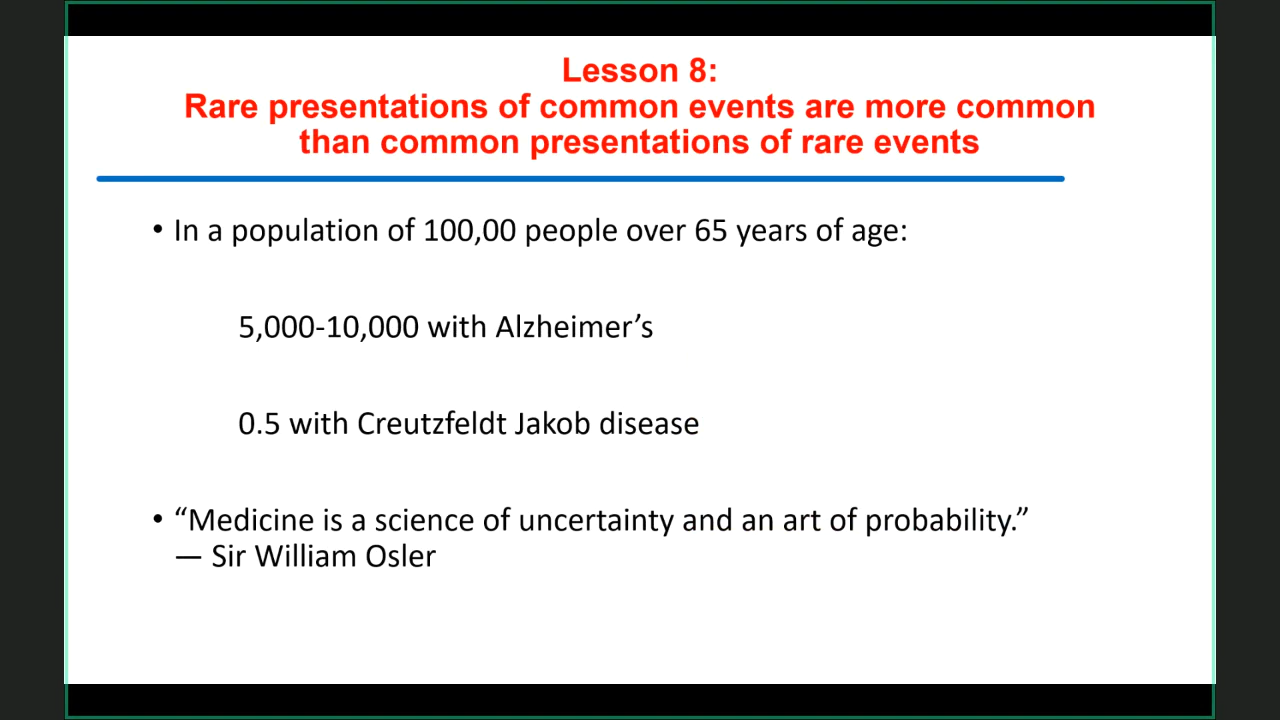 Lesson 8:
Rare presentations of common events are more common
than common presentations of rare events
• In a population of 100,00 people over 65 years of age:
5,000-10,000 with Alzheimer’s
0.5 with Creutzfeldt Jakob disease
• “Medicine is a science of uncertainty and an art of probability.”
— Sir William Osler